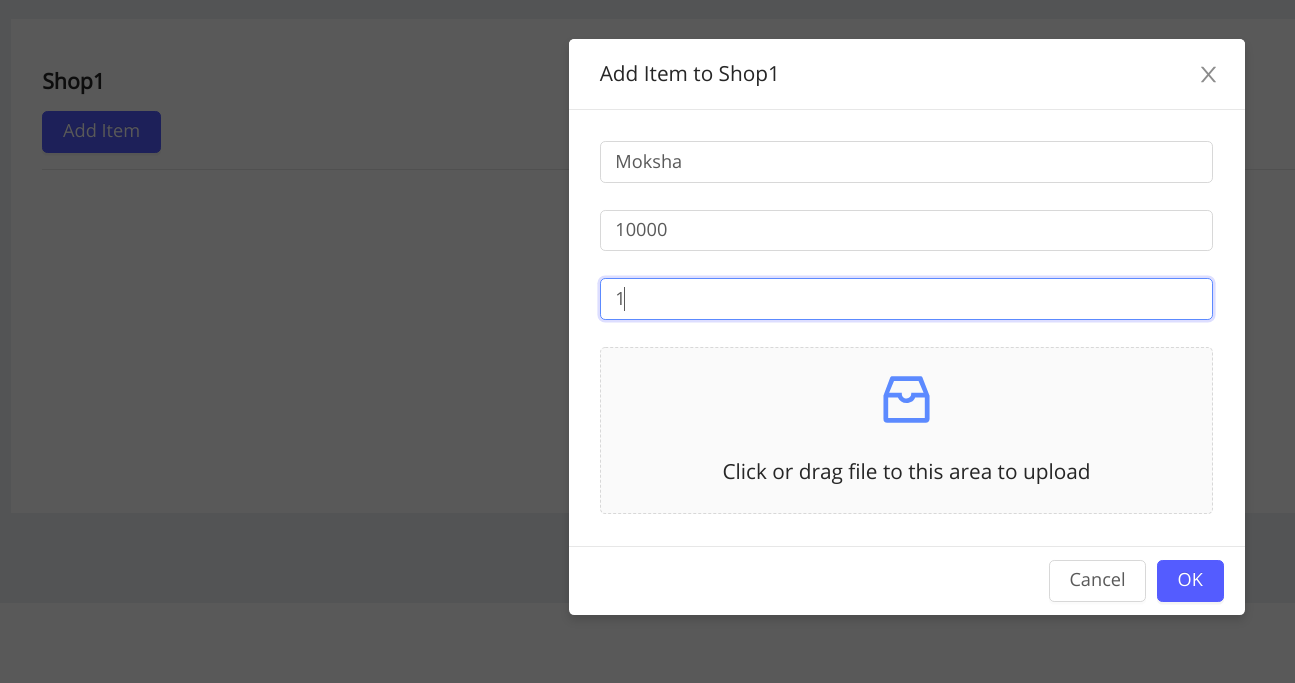 Shop1
Add Item
Add Item to Shop1
Moksha
10000
1
Click or drag file to this area to upload
Cancel
OK